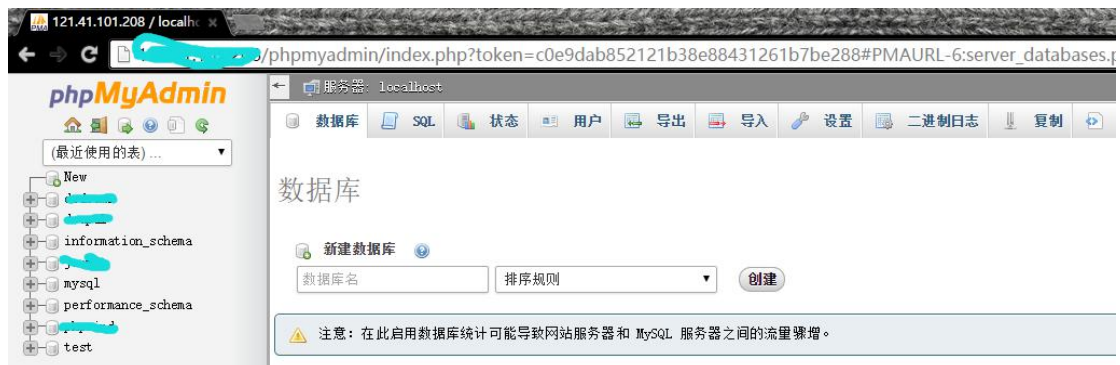 121.41.101.208 / localhc
/phpmyadmin/index.php?token=c0e9dab852121b38e88431261b7be288#PMAURL-6:server_databases.p
phpMyAdmin
(最近使用的表) ...
New
information_schema
mysql
performance_schema
test
服务器: localhost
数据库 SQL 状态 用户 导出 导入 设置 二进制日志 复制
数据库
新建数据库
数据库名 排序规则 创建
注意: 在此启用数据库统计可能导致网站服务器和 MySQL 服务器之间的流量骤增。